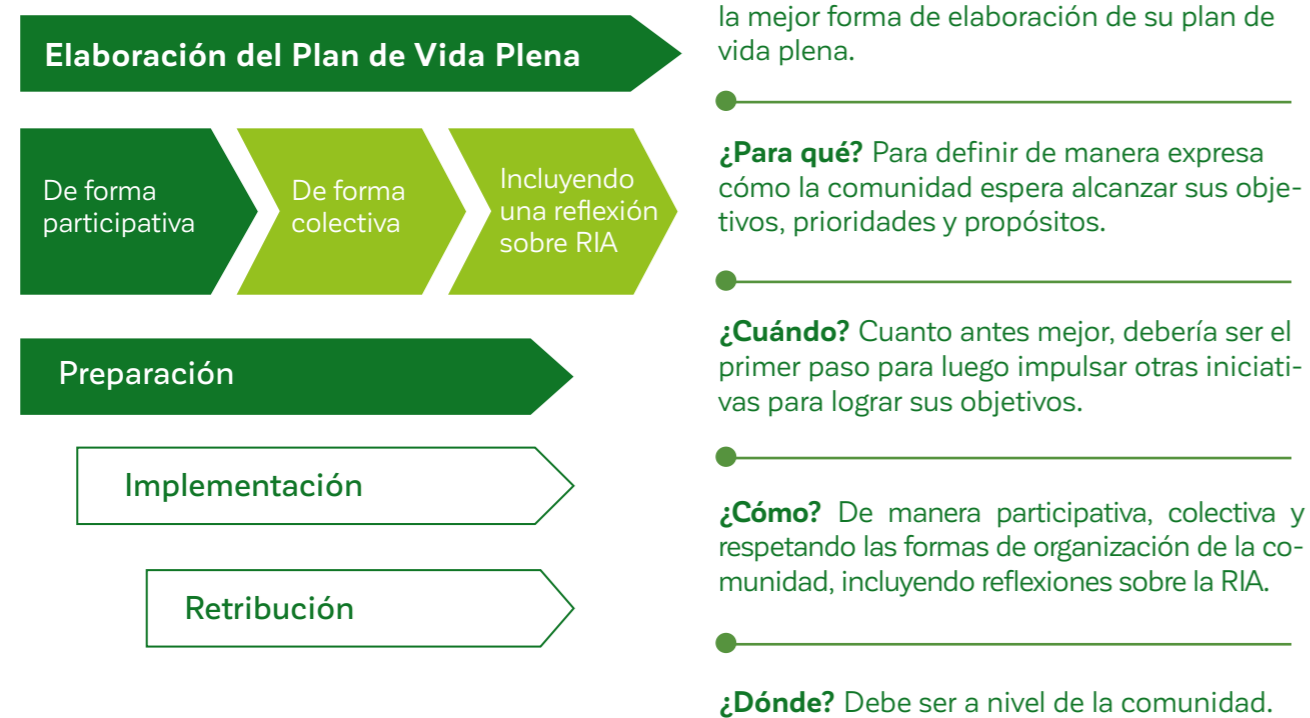 Elaboración del Plan de Vida Plena
De forma
participativa
De forma
colectiva
Incluyendo
una reflexión
sobre RIA
Preparación
Implementación
Retribución
la mejor forma de elaboración de su plan de
vida plena.
¿Para qué? Para definir de manera expresa
cómo la comunidad espera alcanzar sus obje-
tivos, prioridades y propósitos.
¿Cuándo? Cuanto antes mejor, debería ser el
primer paso para luego impulsar otras iniciati-
vas para lograr sus objetivos.
¿Cómo? De manera participativa, colectiva y
respetando las formas de organización de la co-
munidad, incluyendo reflexiones sobre la RIA.
¿Dónde? Debe ser a nivel de la comunidad.